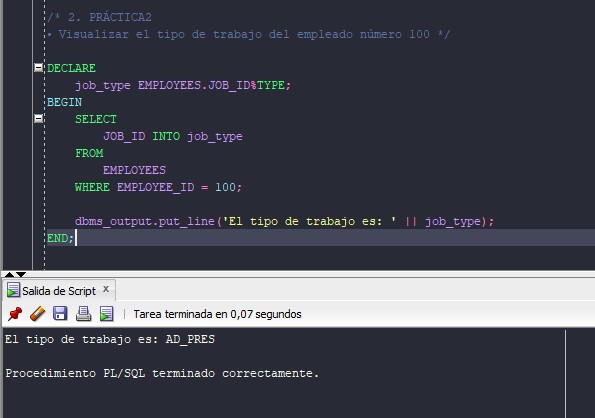 /* 2. PRÁCTICA2
• Visualizar el tipo de trabajo del empleado número 100 */
DECLARE
job_type EMPLOYEES.JOB_ID%TYPE;
BEGIN
SELECT
JOB_ID INTO job_type
FROM
EMPLOYEES
WHERE EMPLOYEE_ID = 100;
dbms_output.put_line('El tipo de trabajo es: ' || job_type);
END;
Salida de Script x
Tarea terminada en 0,07 segundos
El tipo de trabajo es: AD_PRES
Procedimiento PL/SQL terminado correctamente.